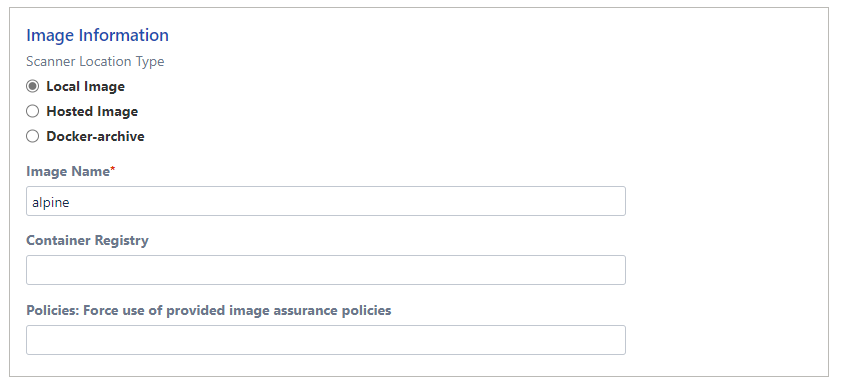 Image Information
Scanner Location Type
Local Image
Hosted Image
Docker-archive
Image Name*
alpine
Container Registry
Policies: Force use of provided image assurance policies